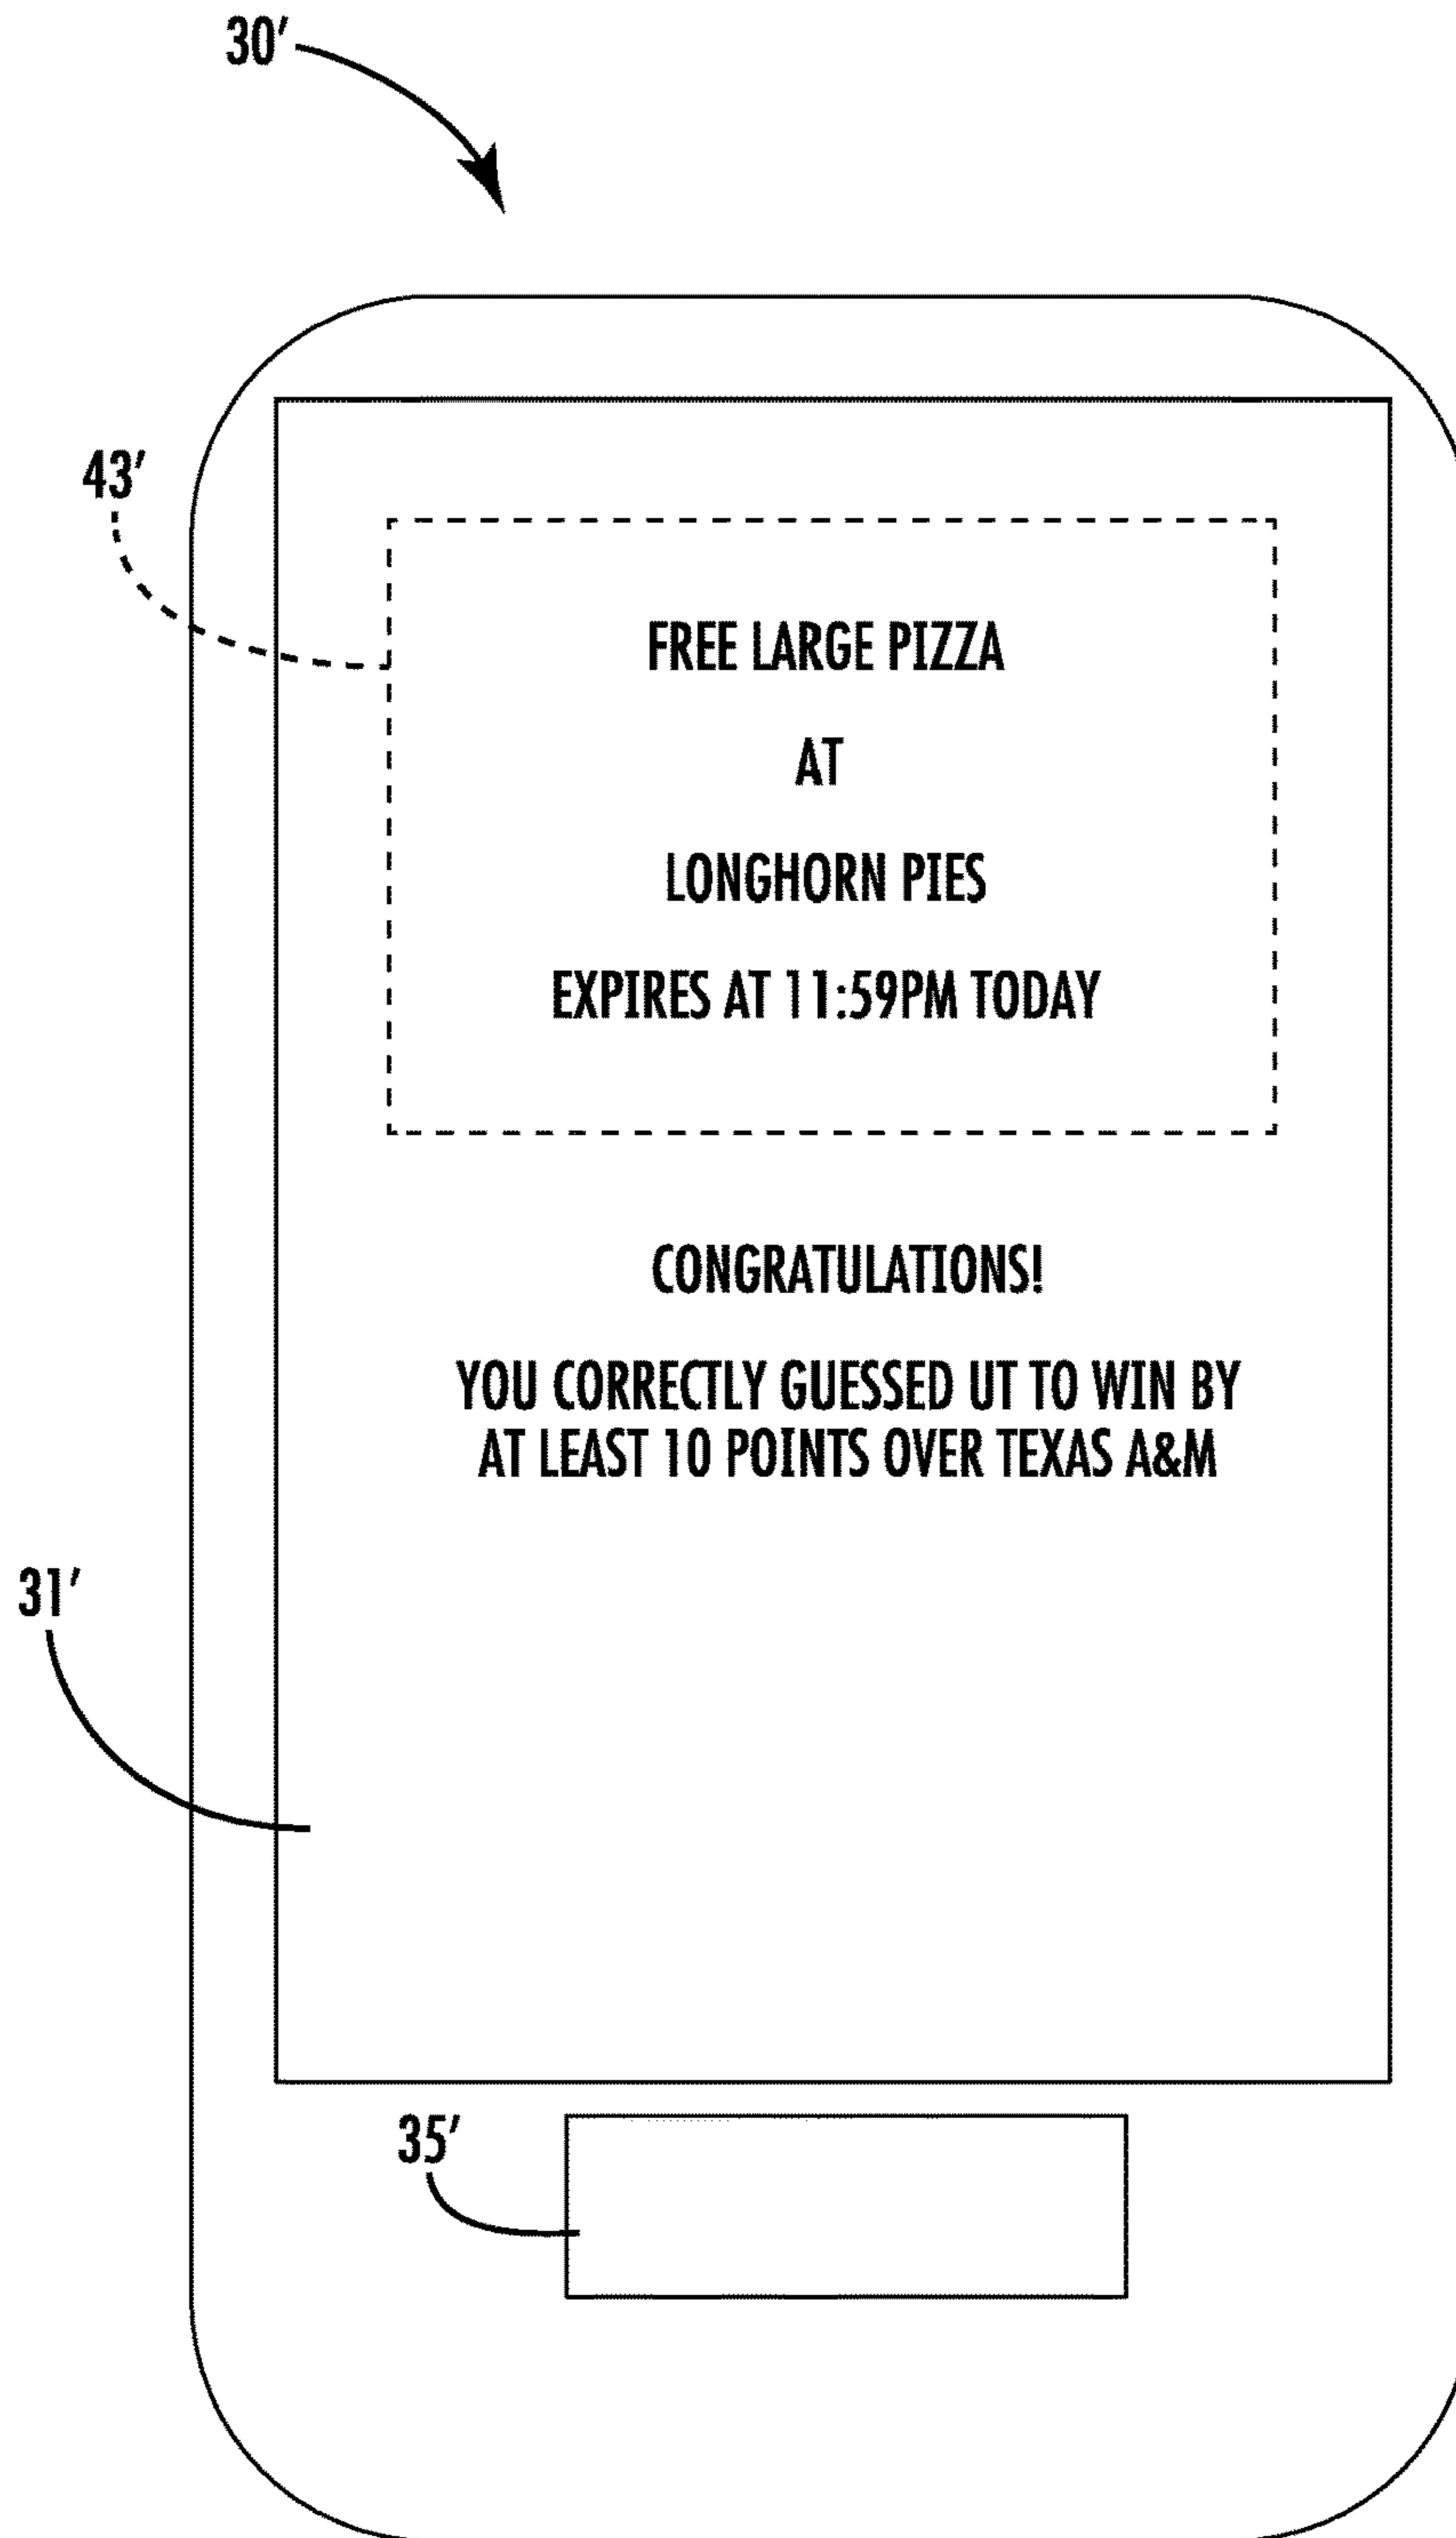 30'
43'
FREE LARGE PIZZA
AT
LONGHORN PIES
EXPIRES AT 11:59PM TODAY
CONGRATULATIONS!
YOU CORRECTLY GUESSED UT TO WIN BY
AT LEAST 10 POINTS OVER TEXAS A&M
31'
35'